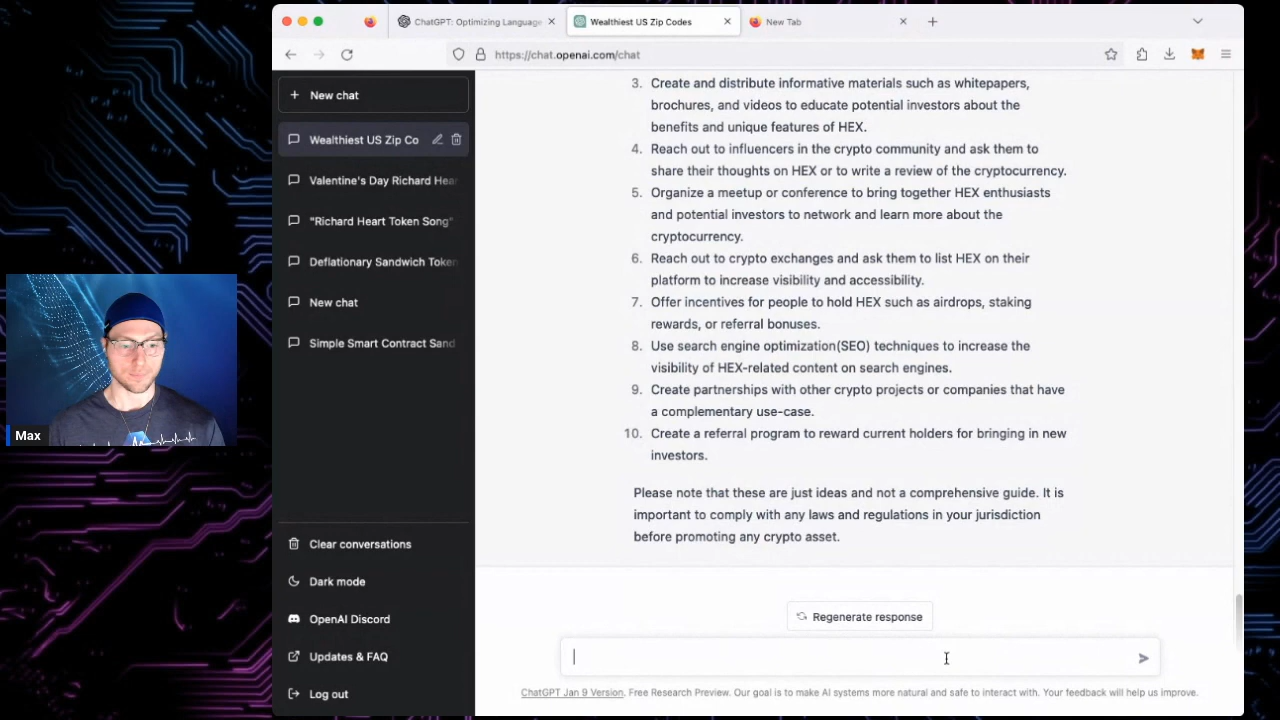 ChatGPT: Optimizing Language
Wealthiest US Zip Codes
New Tab
https://chat.openai.com/chat
New chat
Wealthiest US Zip Co
Valentine's Day Richard Hea
"Richard Heart Token Song"
Deflationary Sandwich Token
New chat
Simple Smart Contract Sand
Clear conversations
Dark mode
OpenAI Discord
Updates & FAQ
Log out
3. Create and distribute informative materials such as whitepapers,
brochures, and videos to educate potential investors about the
benefits and unique features of HEX.
4. Reach out to influencers in the crypto community and ask them to
share their thoughts on HEX or to write a review of the cryptocurrency.
5. Organize a meetup or conference to bring together HEX enthusiasts
and potential investors to network and learn more about the
cryptocurrency.
6. Reach out to crypto exchanges and ask them to list HEX on their
platform to increase visibility and accessibility.
7. Offer incentives for people to hold HEX such as airdrops, staking
rewards, or referral bonuses.
8. Use search engine optimization(SEO) techniques to increase the
visibility of HEX-related content on search engines.
9. Create partnerships with other crypto projects or companies that have
a complementary use-case.
10. Create a referral program to reward current holders for bringing in new
investors.
Please note that these are just ideas and not a comprehensive guide. It is
important to comply with any laws and regulations in your jurisdiction
before promoting any crypto asset.
Regenerate response
ChatGPT Jan 9 Version. Free Research Preview. Our goal is to make AI systems more natural and safe to interact with. Your feedback will help us improve.
Max